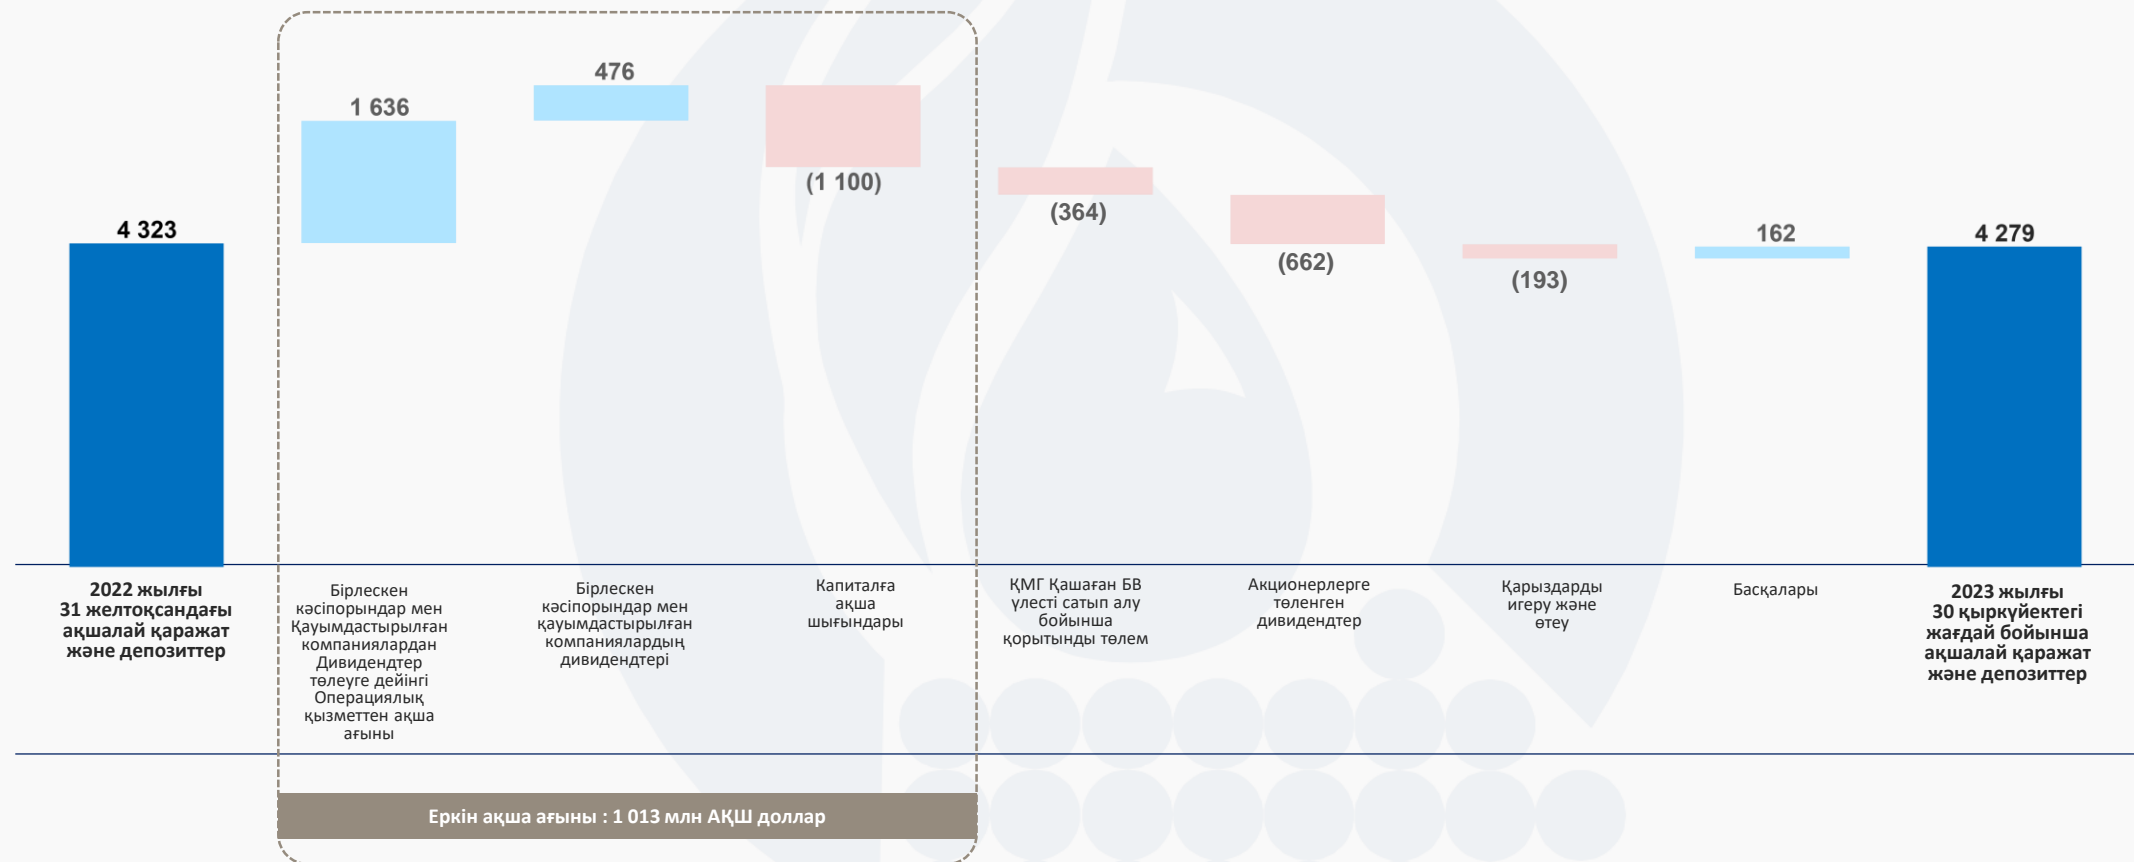 4 323
1 636
476
(1 100)
(364)
(662)
(193)
162
4 279
2022 жылғы
31 желтоқсандағы
ақшалай қаражат
және депозиттер
Бірлескен
кәсіпорындар мен
Қауымдастырылған
компаниялардан
Дивидендтер
төлеуге дейінгі
Операциялық
қызметтен ақша
ағыны
Бірлескен
кәсіпорындар мен
қауымдастырылған
компаниялардың
дивидендтері
Капиталға
ақша
шығындары
ҚМГ Қашаған БВ
үлесті сатып алу
бойынша
қорытынды төлем
Акционерлерге
төленген
дивидендтер
Қарыздарды
игеру және
өтеу
Басқалары
2023 жылғы
30 қыркүйектегі
жағдай бойынша
ақшалай қаражат
және депозиттер
Еркін ақша ағыны : 1 013 млн АҚШ доллар